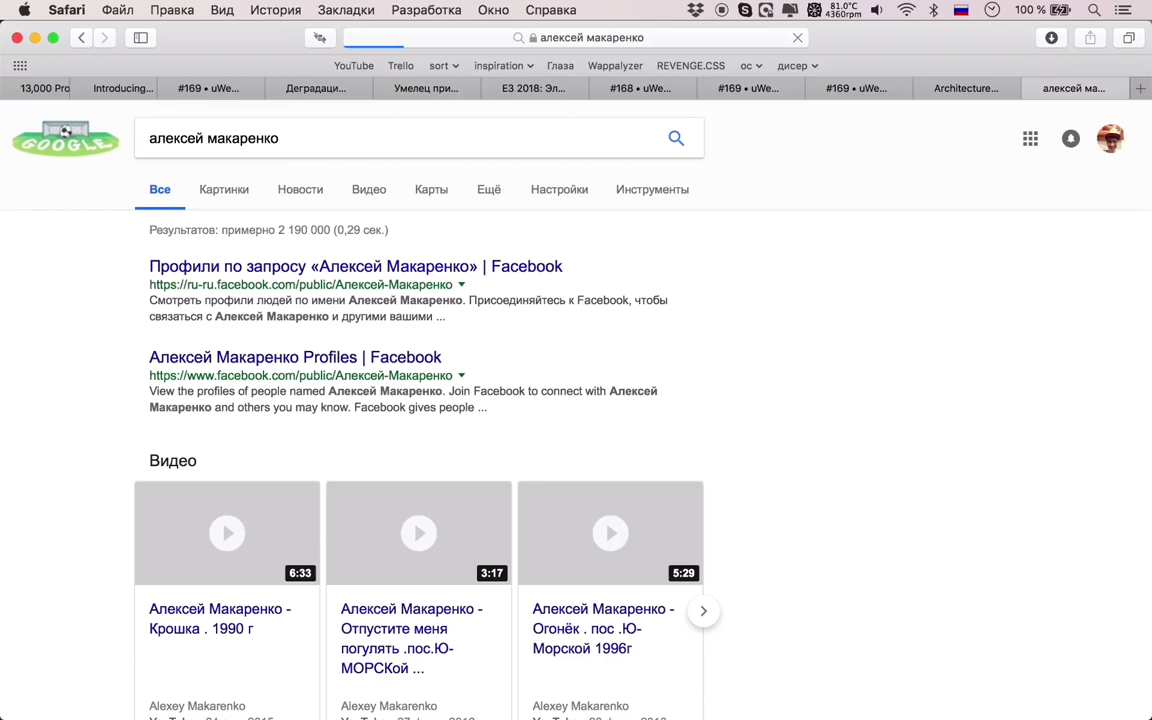 Safari Файл Правка Вид История Закладки Разработка Окно Справка 81.0°C 4360rpm 100 %
алексей макаренко
YouTube Trello sort inspiration Глаза Wappalyzer REVENGE.CSS ос дисер
13,000 Pro Introducing... #169 • uWe... Деградаци... Умелец при... E3 2018: Эл... #168 • uWe... #169 • uWe... #169 • uWe... Architecture... алексей ма...
GOOGLE алексей макаренко
Все Картинки Новости Видео Карты Ещё Настройки Инструменты
Результатов: примерно 2 190 000 (0,29 сек.)
Профили по запросу «Алексей Макаренко» | Facebook
https://ru-ru.facebook.com/public/Алексей-Макаренко
Смотреть профили людей по имени Алексей Макаренко. Присоединяйтесь к Facebook, чтобы
связаться с Алексей Макаренко и другими вашими ...
Алексей Макаренко Profiles | Facebook
https://www.facebook.com/public/Алексей-Макаренко
View the profiles of people named Алексей Макаренко. Join Facebook to connect with Алексей
Макаренко and others you may know. Facebook gives people ...
Видео
6:33 3:17 5:29
Алексей Макаренко -
Крошка . 1990 г
Alexey Makarenko
Алексей Макаренко -
Отпустите меня
погулять .пос.Ю-
МОРСКой ...
Alexey Makarenko
Алексей Макаренко -
Огонёк . пос .Ю-
Морской 1996г
Alexey Makarenko